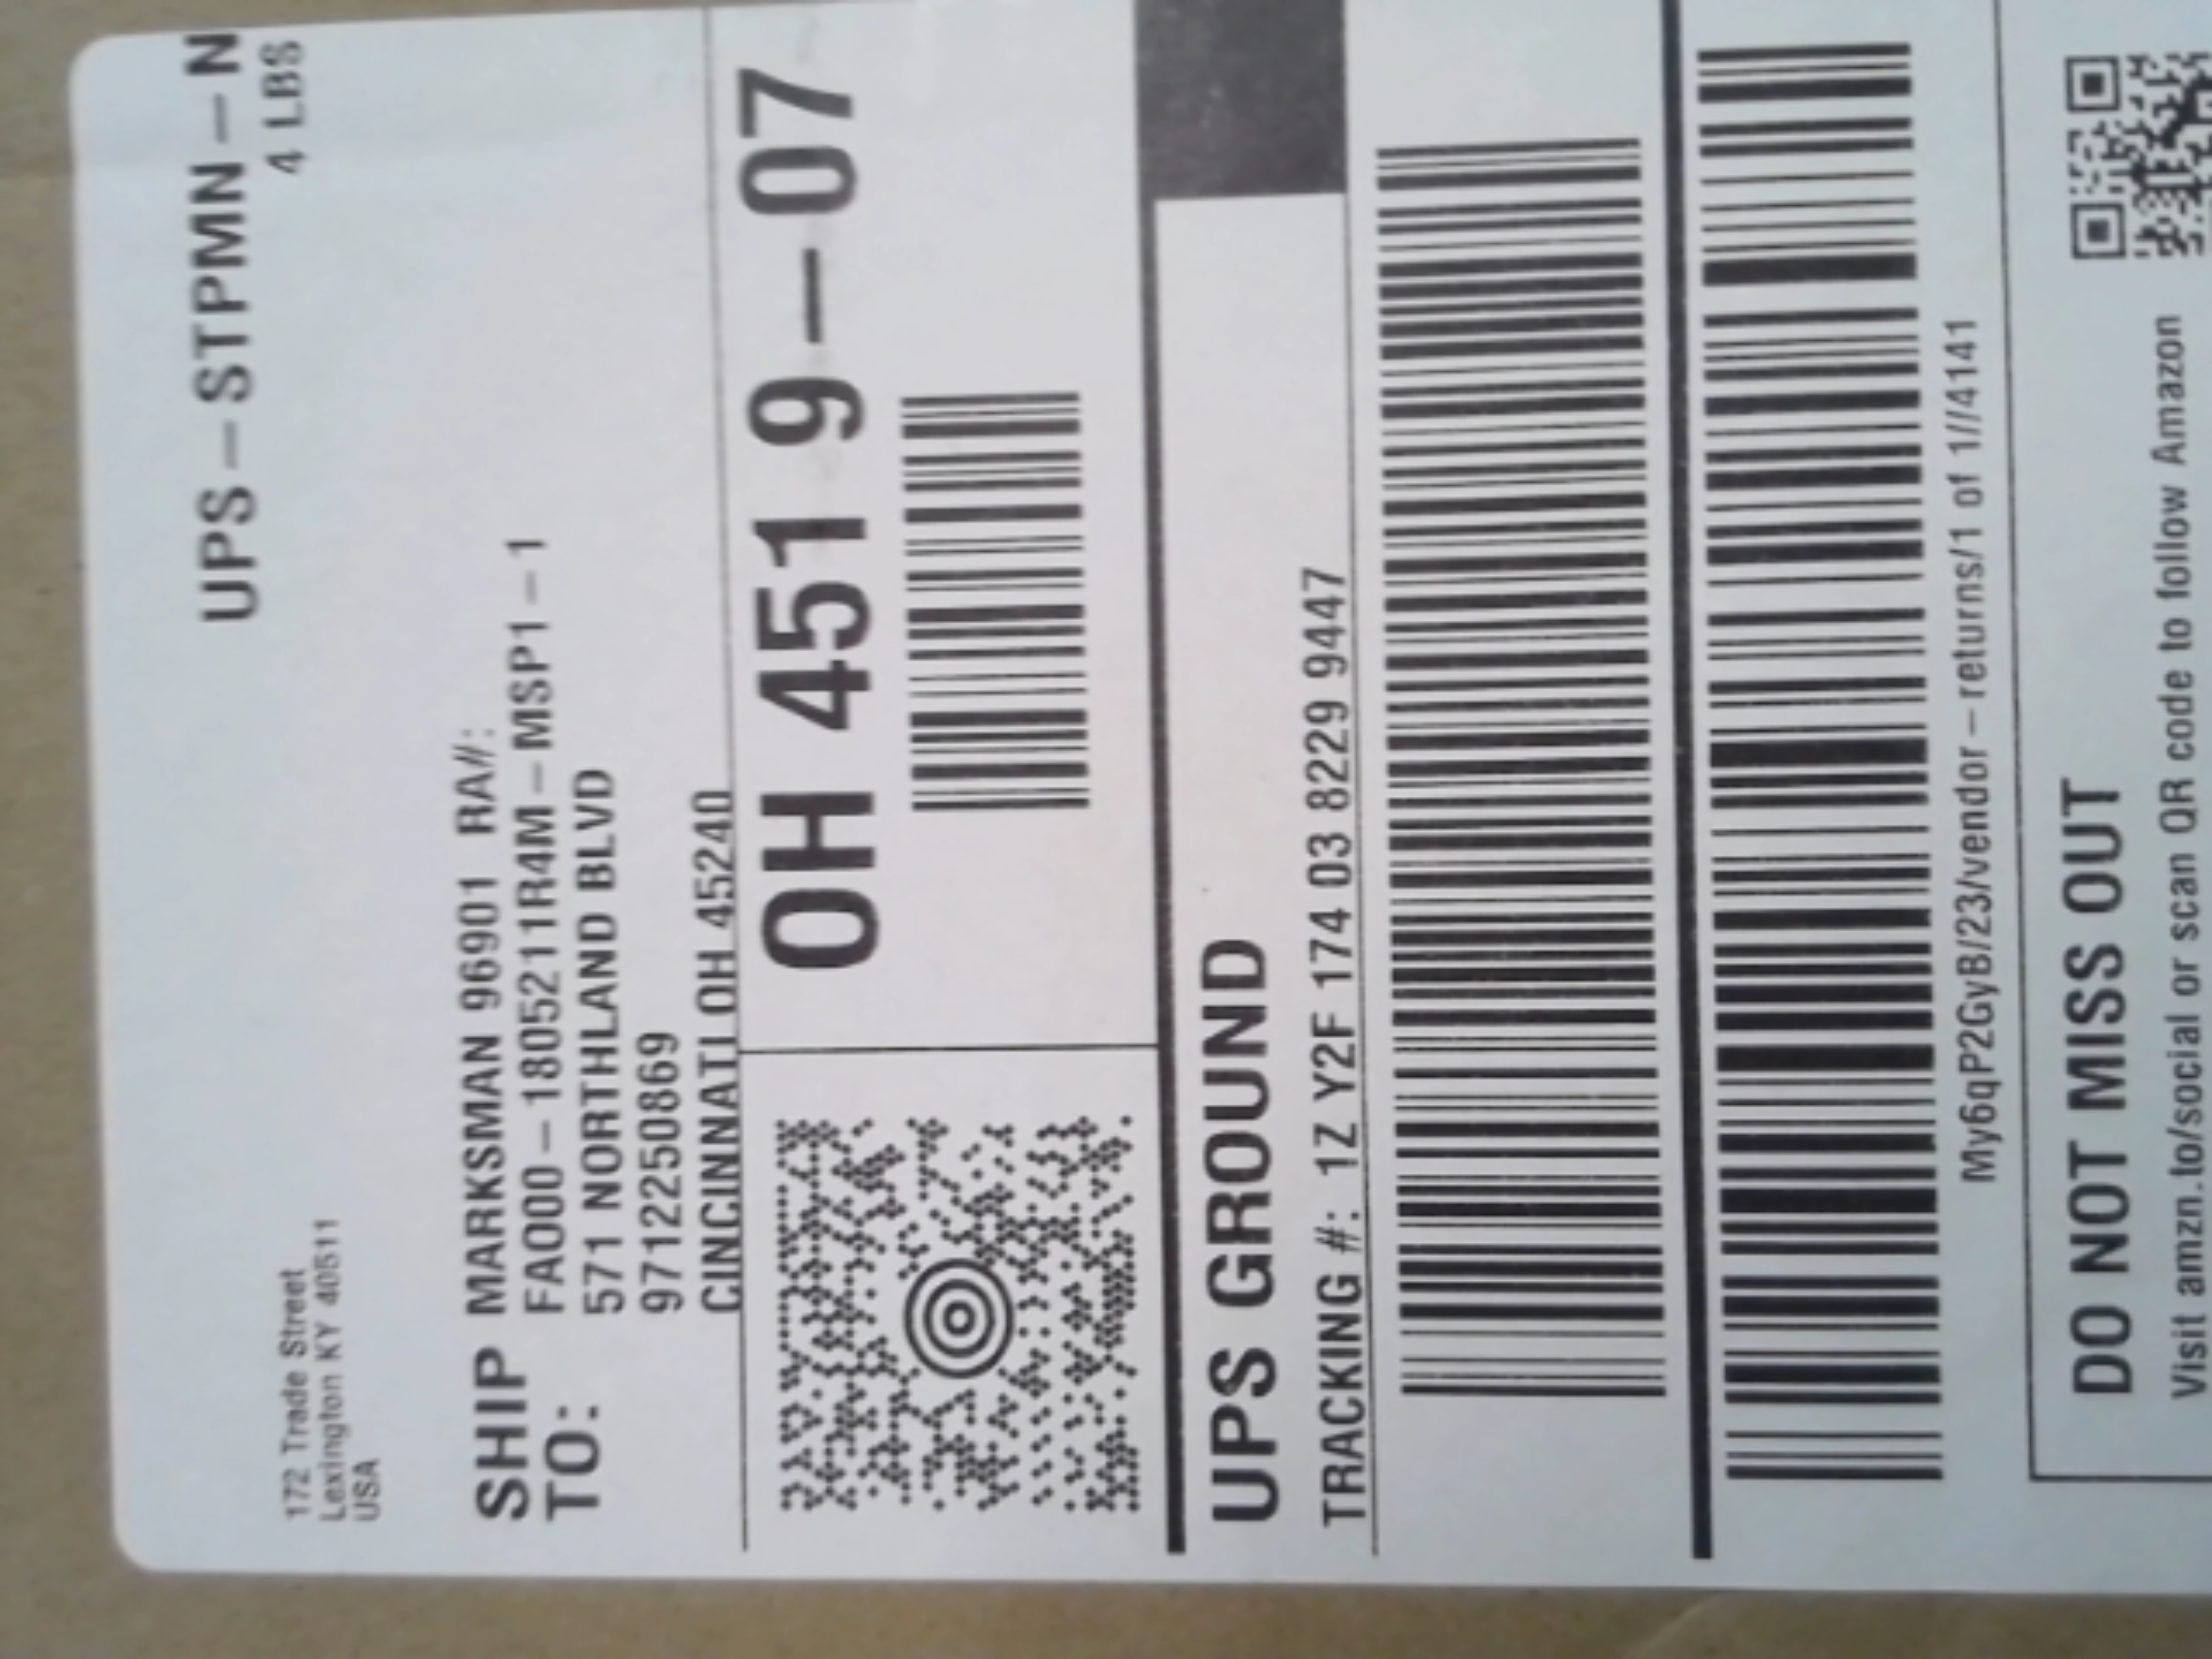 UPS-STPMN-N
4 LBS
172 Trade Street
Lexington KY 40511
USA
SHIP TO:
MARKSMAN 96901 RA#:
FA000-1805211R4M-MSP1-1
571 NORTHLAND BLVD
9712250869
CINCINNATI OH 45240
OH 451 9-07
UPS GROUND
TRACKING #: 1Z Y2F 174 03 8229 9447
My6qP2GyB/23/vendor-returns/1 of 1//4141
DO NOT MISS OUT
Visit amzn.to/social or scan QR code to follow Amazon